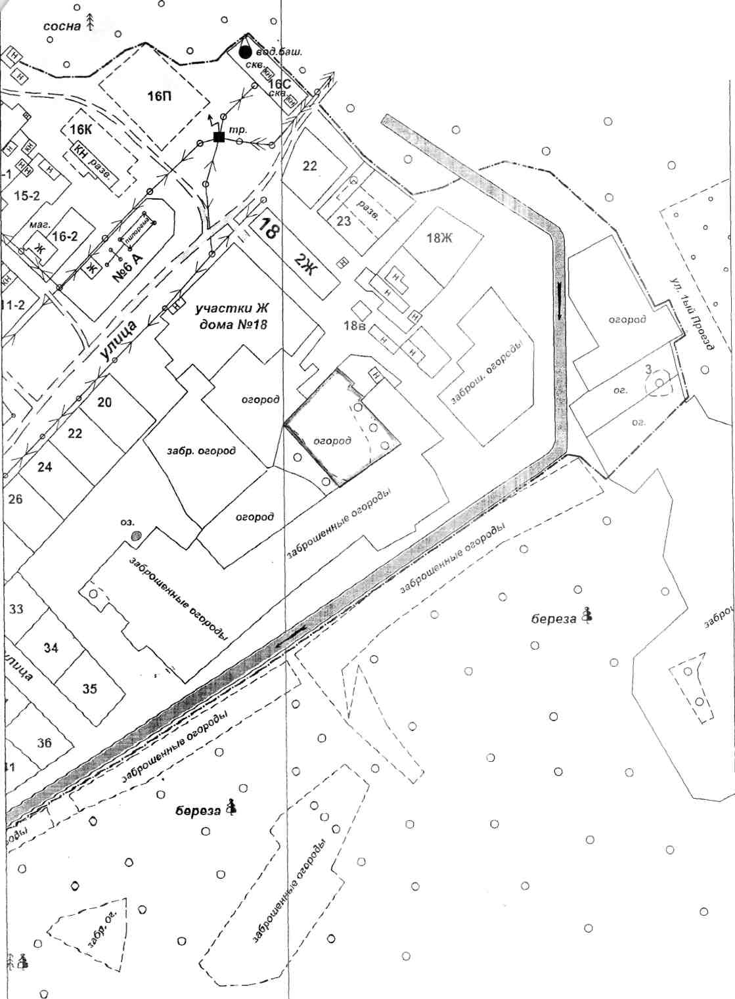 сосна
вод.баш.
скв.
КН
16С
скв.
КН
Н
Н
16П
тр.
16К
КН
разв.
КН
Н
Н
Н
Н
-1
15-2
22
23
разв.
маг.
16-2
пилорама
Ж
Ж
№6 А
18
2Ж
18Ж
Н
Н
Н
КН
11-2
Н
участки Ж
дома №18
18в
Н
Н
Н
ул. 1ый Проезд
огород
улица
заброш. огороды
3
ог.
ог.
20
огород
22
огород
забр. огород
24
26
огород
оз.
заброшенные огороды
заброшенные огороды
заброшенные огороды
33
34
35
36
береза
заброшенные огороды
береза
заброшенные огороды
забр. ог.